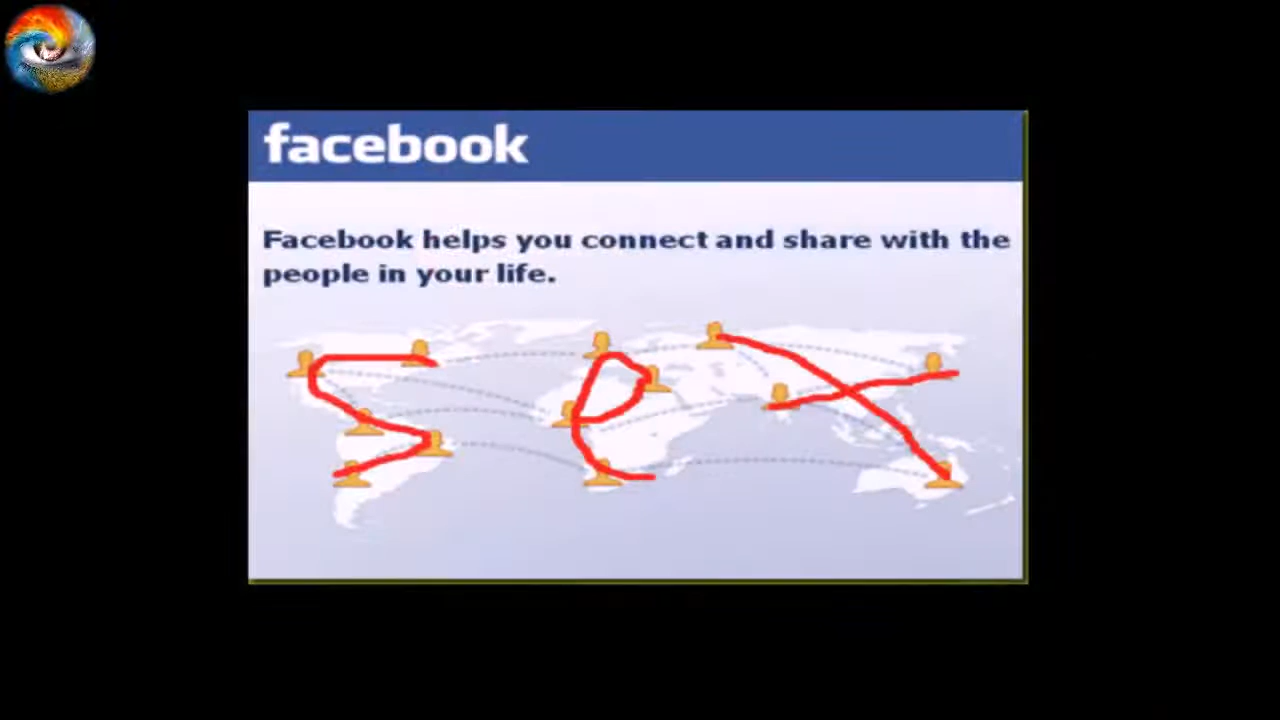 facebook
Facebook helps you connect and share with the
people in your life.
sex